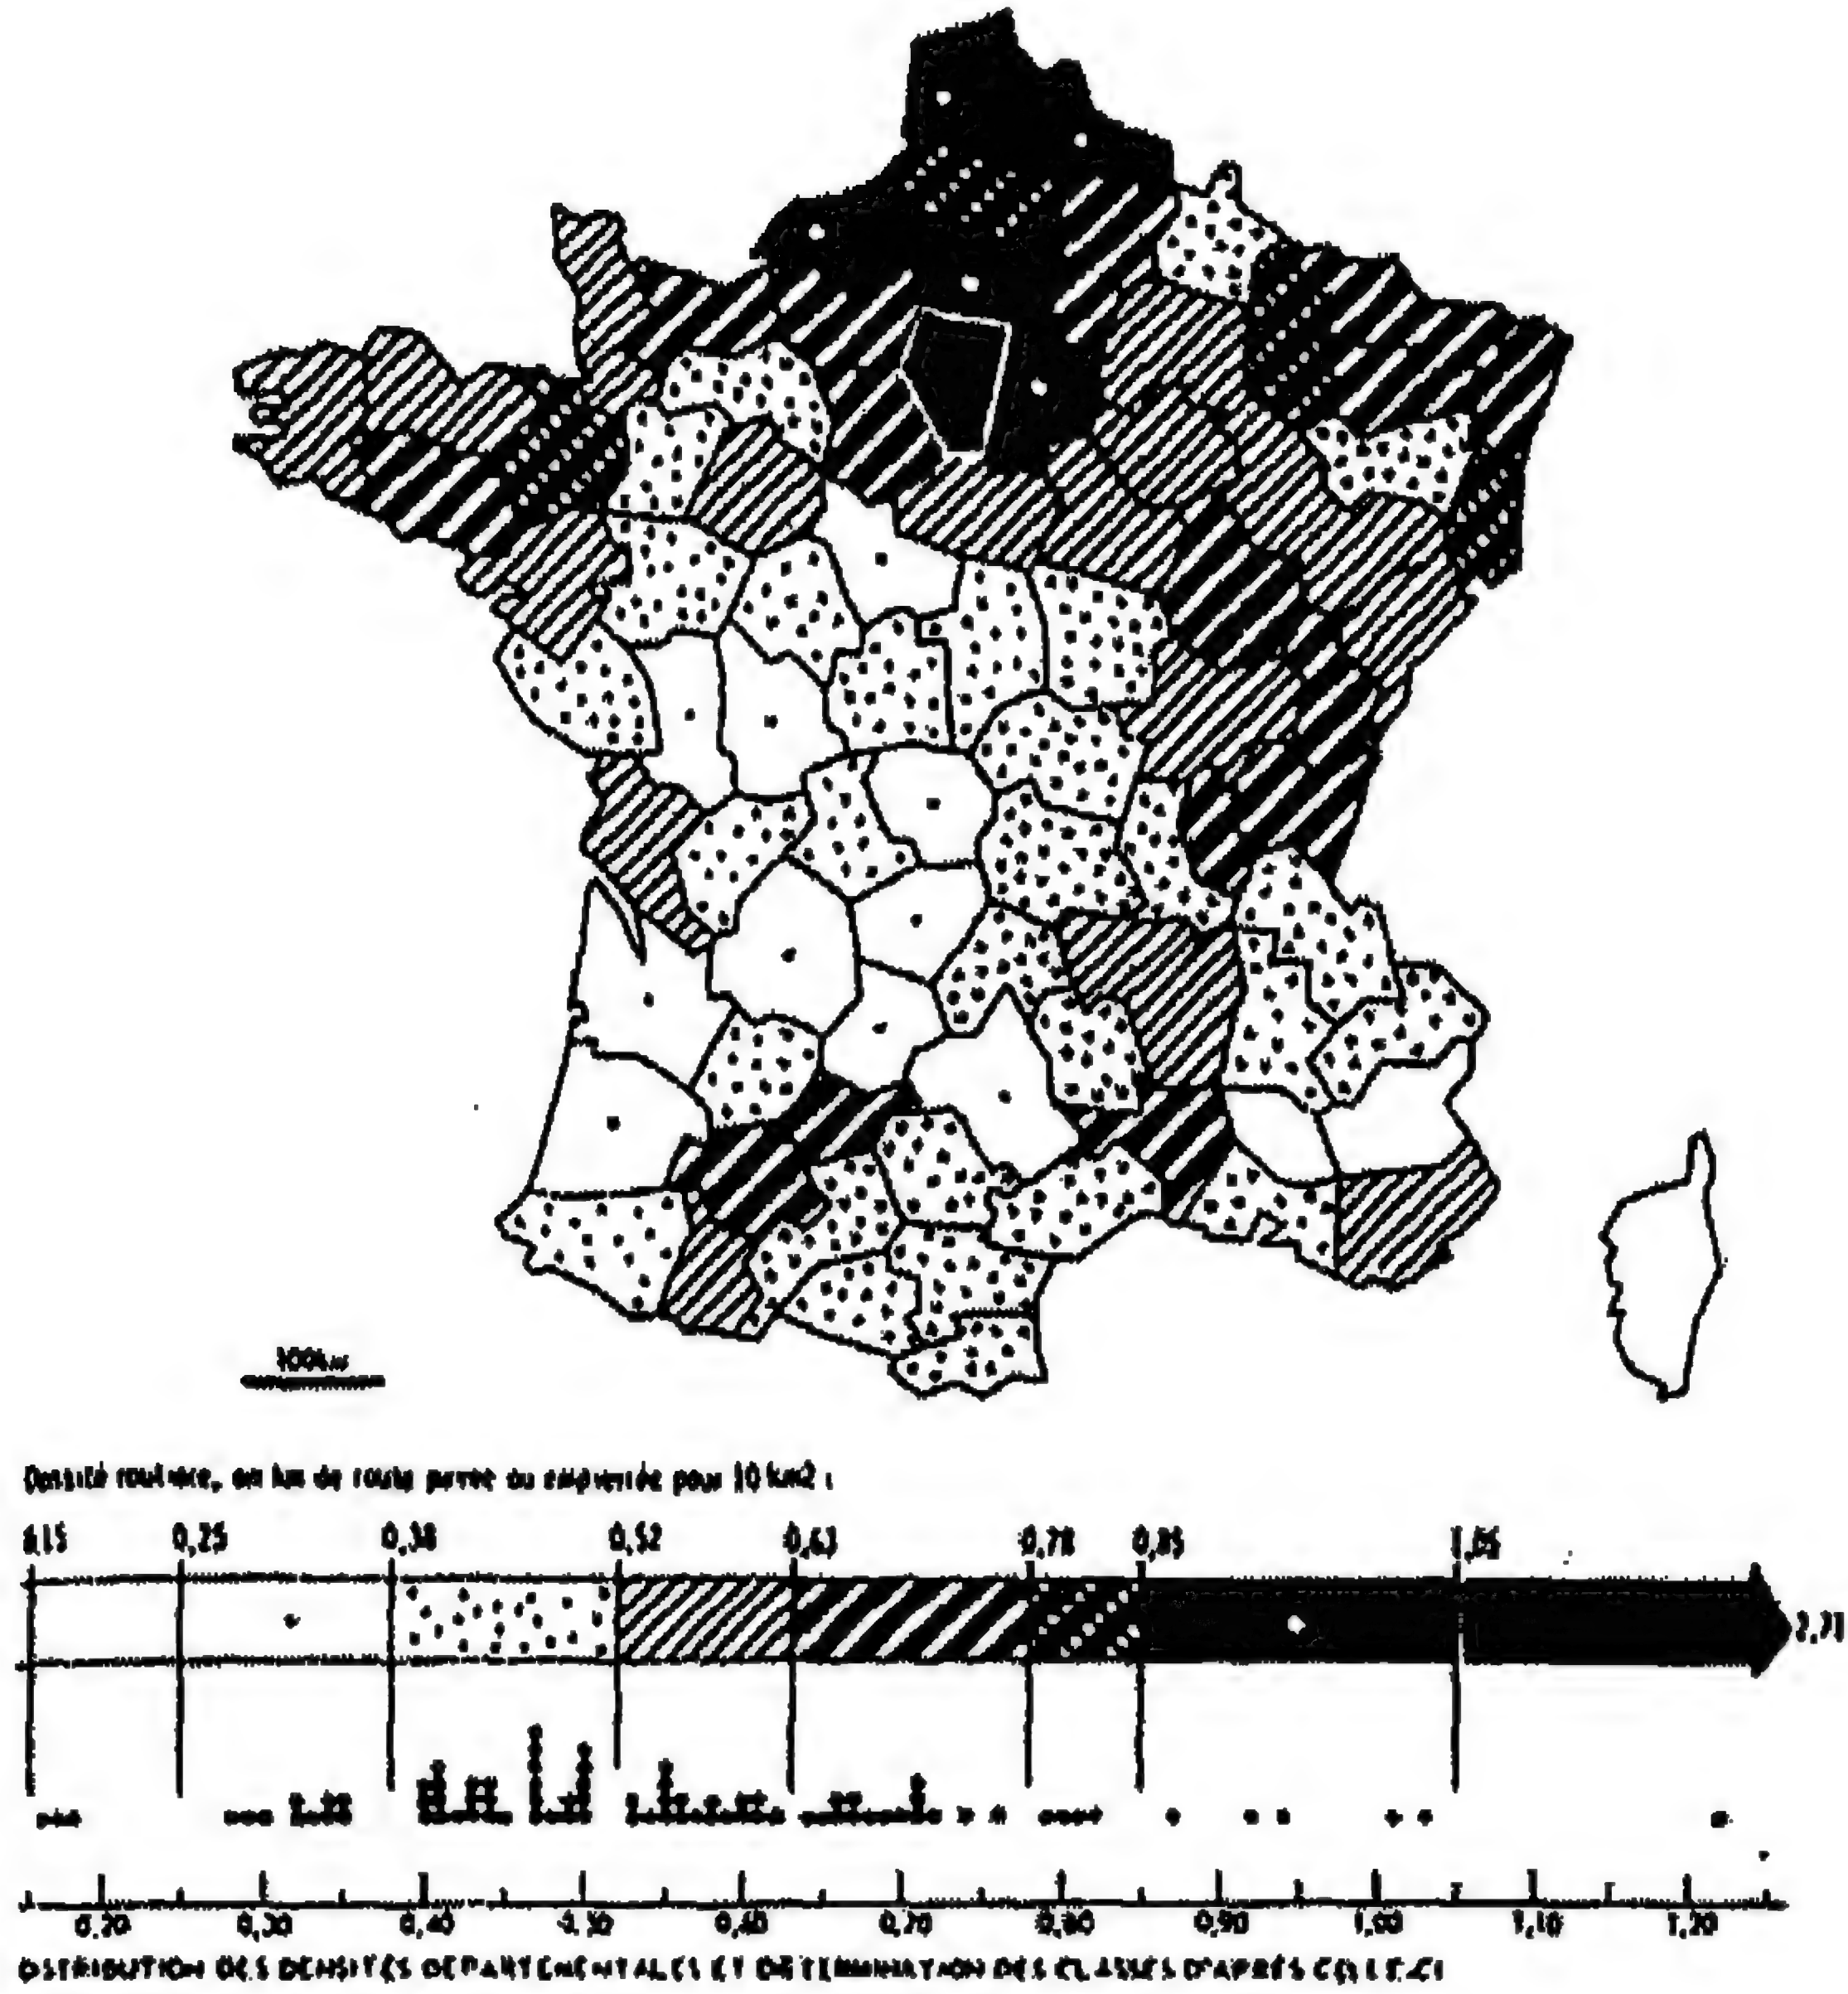 100km
Densité routière, en km de route pavée ou empierrée pour 10 km2 :
0,15 0,25 0,38 0,52 0,63 0,78 0,85 1,05
2,71
0,20 0,30 0,40 0,50 0,60 0,70 0,80 0,90 1,00 1,10 1,20
DISTRIBUTION DES DENSITÉS DÉPARTEMENTALES ET DÉTERMINATION DES CLASSES D'APRÈS CELLE-CI